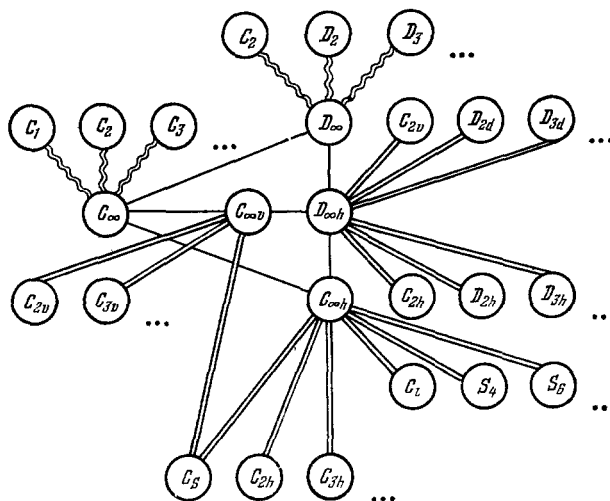 C₂ D₂ D₃ ...
C₁ C₂ C₃ ... D∞ C₂ᵥ D₂d D₃d ...
C∞ C∞ᵥ D∞h
C₂ᵥ C₃ᵥ ... C₂h D₂h D₃h ...
C∞h
Cᵢ S₄ S₆ ...
Cₛ C₂h C₃h ...